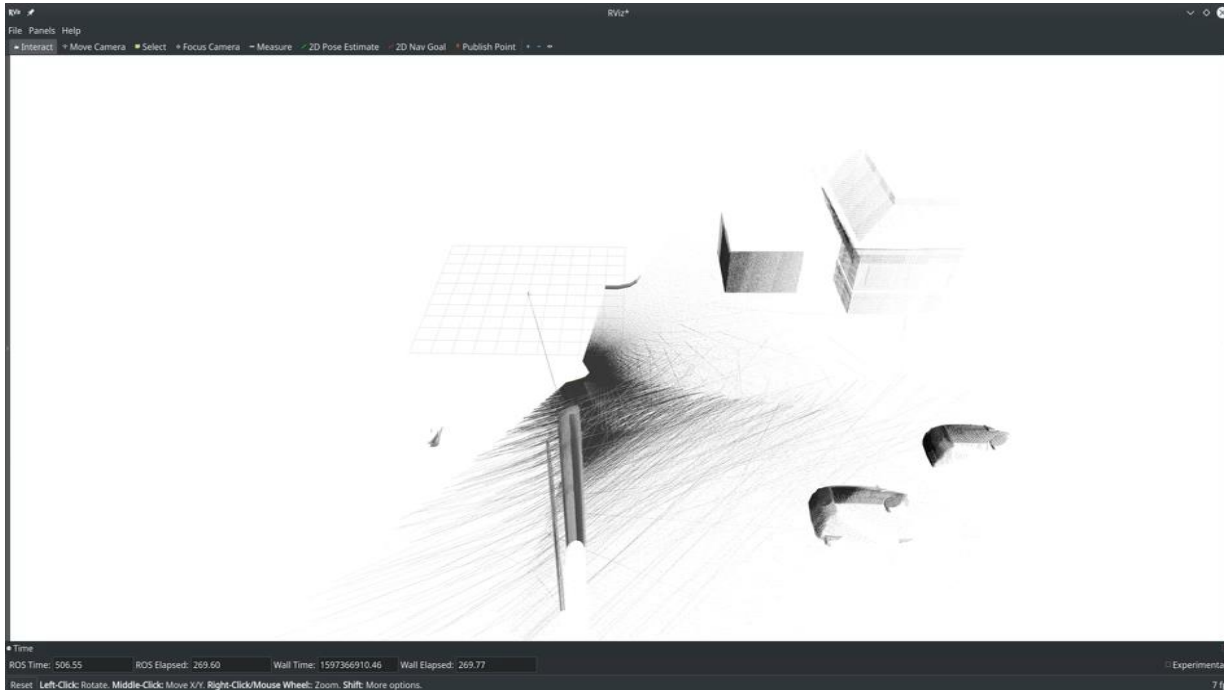 RViz*
File Panels Help
Interact Move Camera Select Focus Camera Measure 2D Pose Estimate 2D Nav Goal Publish Point
Time
ROS Time: 506.55 ROS Elapsed: 269.60 Wall Time: 1597366910.46 Wall Elapsed: 269.77 Experimental
Reset Left-Click: Rotate. Middle-Click: Move X/Y. Right-Click/Mouse Wheel:: Zoom. Shift: More options. 7 f